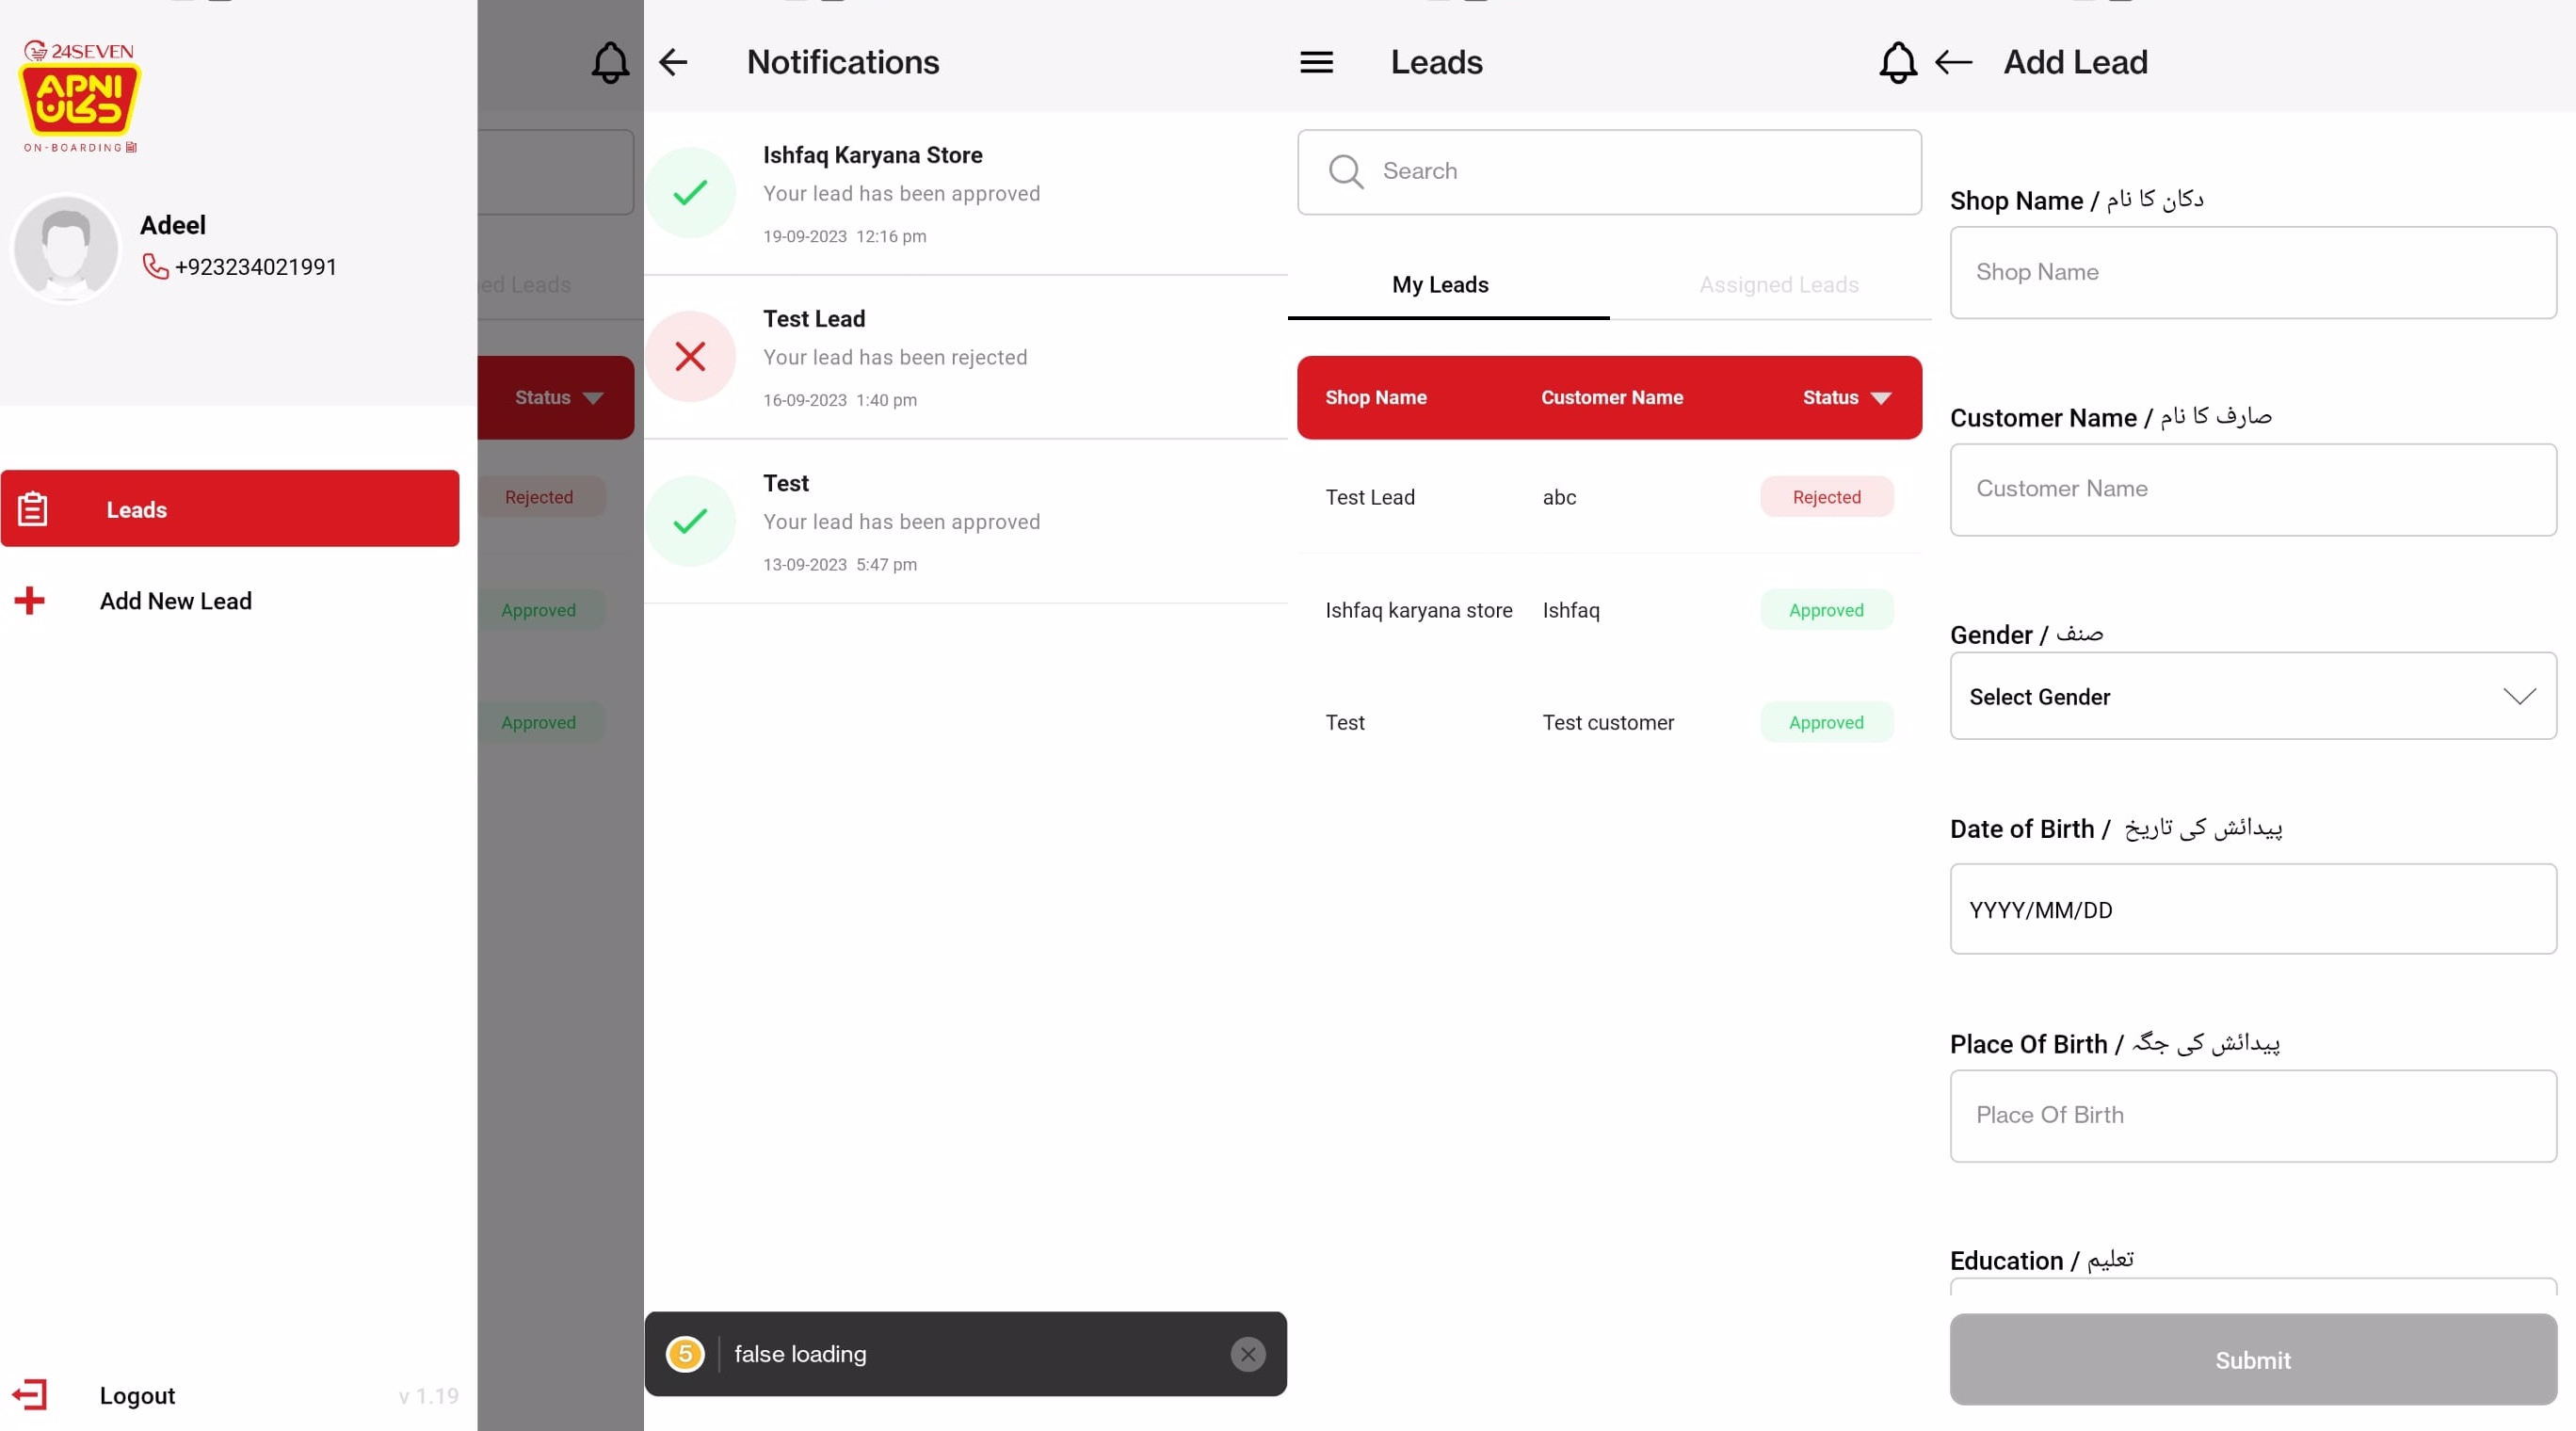 24SEVEN
APNI
دکان
ON-BOARDING
Adeel
+923234021991
Leads
Add New Lead
Logout
v 1.19
ed Leads
Status
Rejected
Approved
Approved
Notifications
Ishfaq Karyana Store
Your lead has been approved
19-09-2023 12:16 pm
Test Lead
Your lead has been rejected
16-09-2023 1:40 pm
Test
Your lead has been approved
13-09-2023 5:47 pm
5 false loading
Leads
Search
My Leads Assigned Leads
Shop Name Customer Name Status
Test Lead abc Rejected
Ishfaq karyana store Ishfaq Approved
Test Test customer Approved
Add Lead
Shop Name / دکان کا نام
Shop Name
Customer Name / صارف کا نام
Customer Name
Gender / صنف
Select Gender
Date of Birth / پیدائش کی تاریخ
YYYY/MM/DD
Place Of Birth / پیدائش کی جگہ
Place Of Birth
Education / تعلیم
Submit